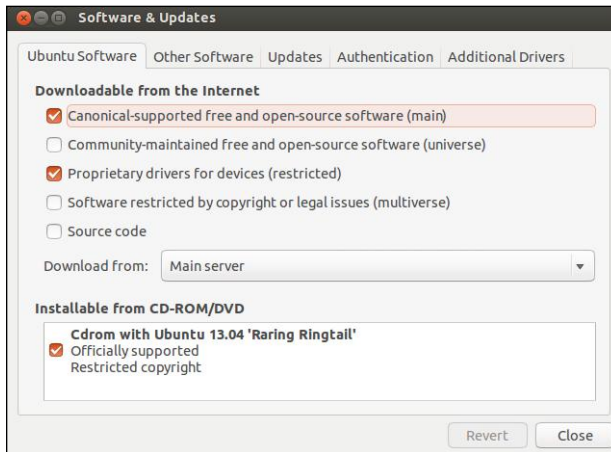 Software & Updates
Ubuntu Software Other Software Updates Authentication Additional Drivers
Downloadable from the Internet
Canonical-supported free and open-source software (main)
Community-maintained free and open-source software (universe)
Proprietary drivers for devices (restricted)
Software restricted by copyright or legal issues (multiverse)
Source code
Download from: Main server
Installable from CD-ROM/DVD
Cdrom with Ubuntu 13.04 'Raring Ringtail'
Officially supported
Restricted copyright
Revert Close